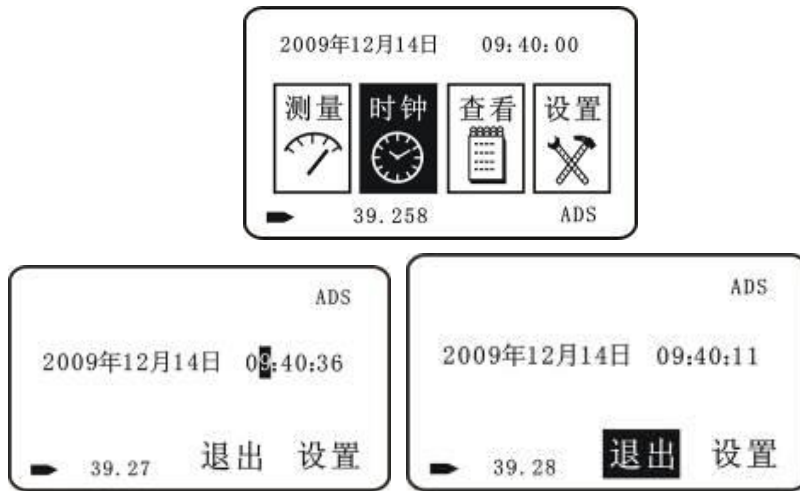 2009年12月14日 09:40:00
测量 时钟 查看 设置
39.258 ADS
ADS
2009年12月14日 09:40:36
39.27 退出 设置
ADS
2009年12月14日 09:40:11
39.28 退出 设置